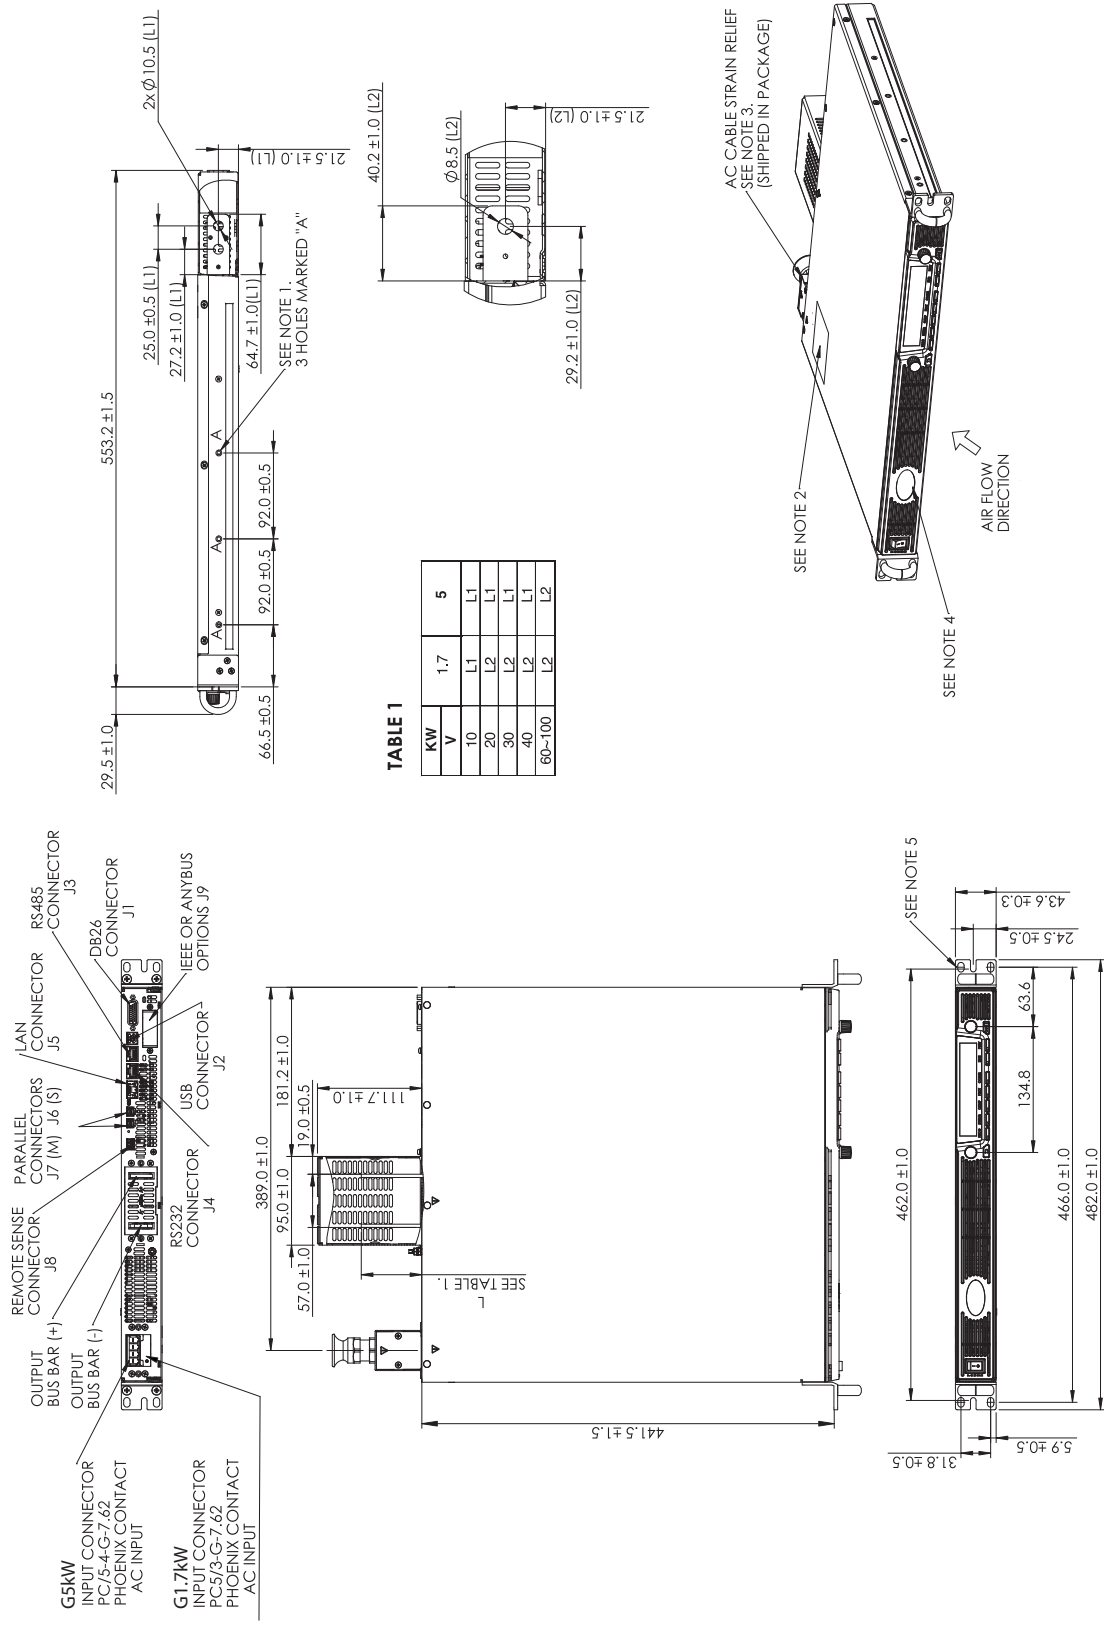 REMOTE SENSE
CONNECTOR
J8
PARALLEL
CONNECTORS
J7 (M) J6 (S)
LAN
CONNECTOR
J5
RS485
CONNECTOR
J3
DB26
CONNECTOR
J1
OUTPUT
BUS BAR (+)
OUTPUT
BUS BAR (-)
RS232
CONNECTOR
J4
USB
CONNECTOR
J2
IEEE OR ANYBUS
OPTIONS J9
G5kW
INPUT CONNECTOR
PC/5-4-G-7.62
PHOENIX CONTACT
AC INPUT
G1.7kW
INPUT CONNECTOR
PC5/3-G-7.62
PHOENIX CONTACT
AC INPUT
29.5 ±1.0
553.2 ±1.5
25.0 ±0.5 (L1)
27.2 ±1.0 (L1)
2x Ø10.5 (L1)
21.5 ±1.0 (L1)
64.7 ±1.0(L1)
SEE NOTE 1.
3 HOLES MARKED "A"
A
A
A
66.5 ±0.5
92.0 ±0.5
92.0 ±0.5
40.2 ±1.0 (L2)
Ø8.5 (L2)
21.5 ±1.0 (L2)
29.2 ±1.0 (L2)
TABLE 1
KW 1.7 5
V
10 L1 L1
20 L2 L1
30 L2 L1
40 L2 L1
60~100 L2 L2
389.0 ±1.0
95.0 ±1.0
181.2 ±1.0
57.0 ±1.0
19.0 ±0.5
111.7 ±1.0
L
SEE TABLE 1.
441.5 ±1.5
AC CABLE STRAIN RELIEF
SEE NOTE 3.
(SHIPPED IN PACKAGE)
SEE NOTE 2
SEE NOTE 4
AIR FLOW
DIRECTION
SEE NOTE 5
462.0 ±1.0
43.6 ±0.3
24.5 ±0.5
63.6
134.8
466.0 ±1.0
482.0 ±1.0
31.8 ±0.5
5.9 ±0.5